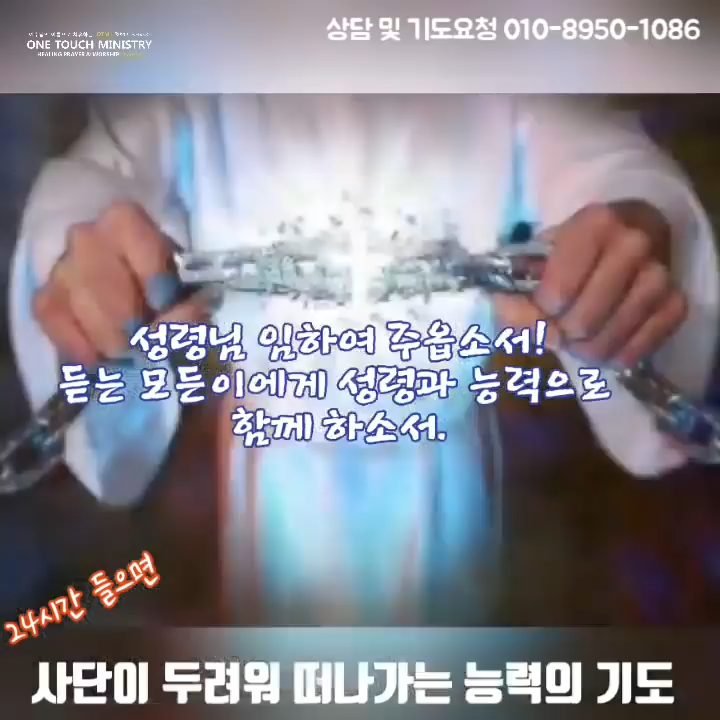 상담 및 기도요청 010-8950-1086
ONE TOUCH MINISTRY
HEALING PRAYER & WORSHIP
성령님 임하여 주옵소서!
듣는 모든이에게 성령과 능력으로
함께 하소서.
24시간 들으면
사단이 두려워 떠나가는 능력의 기도